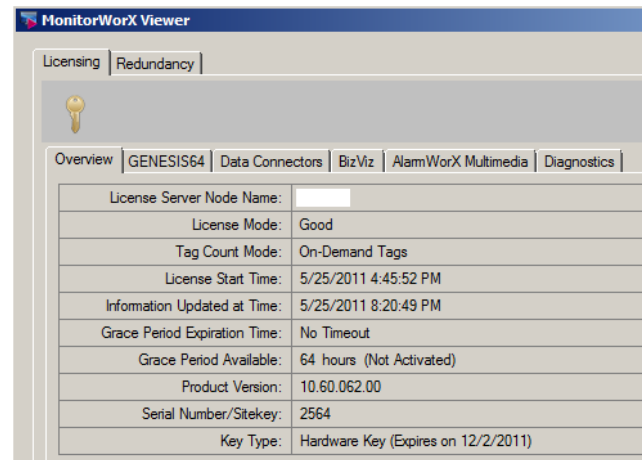 MonitorWorX Viewer
Licensing Redundancy
Overview GENESIS64 Data Connectors BizViz AlarmWorX Multimedia Diagnostics
License Server Node Name:
License Mode: Good
Tag Count Mode: On-Demand Tags
License Start Time: 5/25/2011 4:45:52 PM
Information Updated at Time: 5/25/2011 8:20:49 PM
Grace Period Expiration Time: No Timeout
Grace Period Available: 64 hours (Not Activated)
Product Version: 10.60.062.00
Serial Number/Sitekey: 2564
Key Type: Hardware Key (Expires on 12/2/2011)